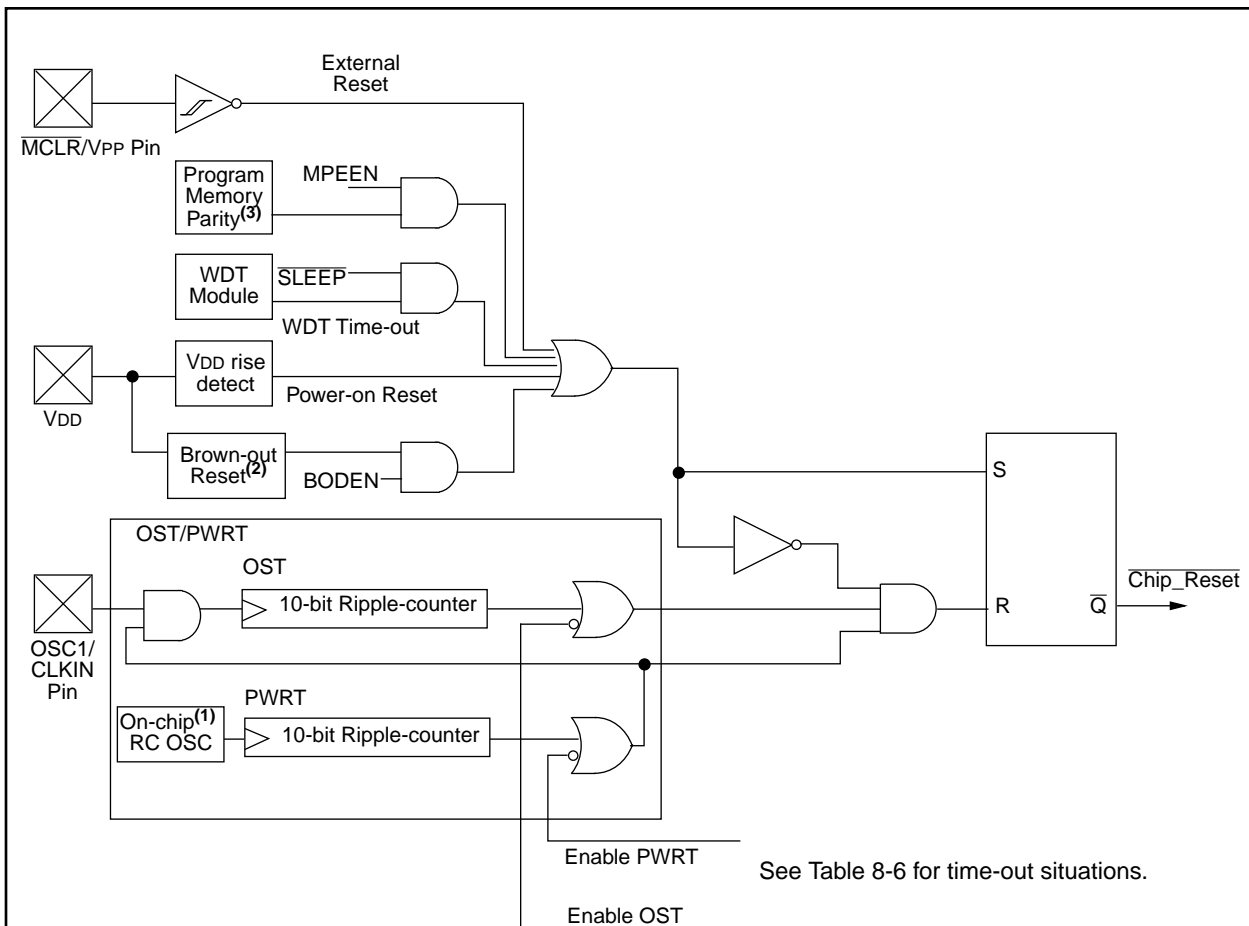 External
Reset
MCLR/VPP Pin
Program
Memory
Parity(3)
MPEEN
WDT
Module
SLEEP
WDT Time-out
VDD
VDD rise
detect
Power-on Reset
Brown-out
Reset(2)
BODEN
S
OST/PWRT
OST
10-bit Ripple-counter
OSC1/
CLKIN
Pin
Chip_Reset
R
Q
PWRT
On-chip(1)
RC OSC
10-bit Ripple-counter
Enable PWRT
See Table 8-6 for time-out situations.
Enable OST